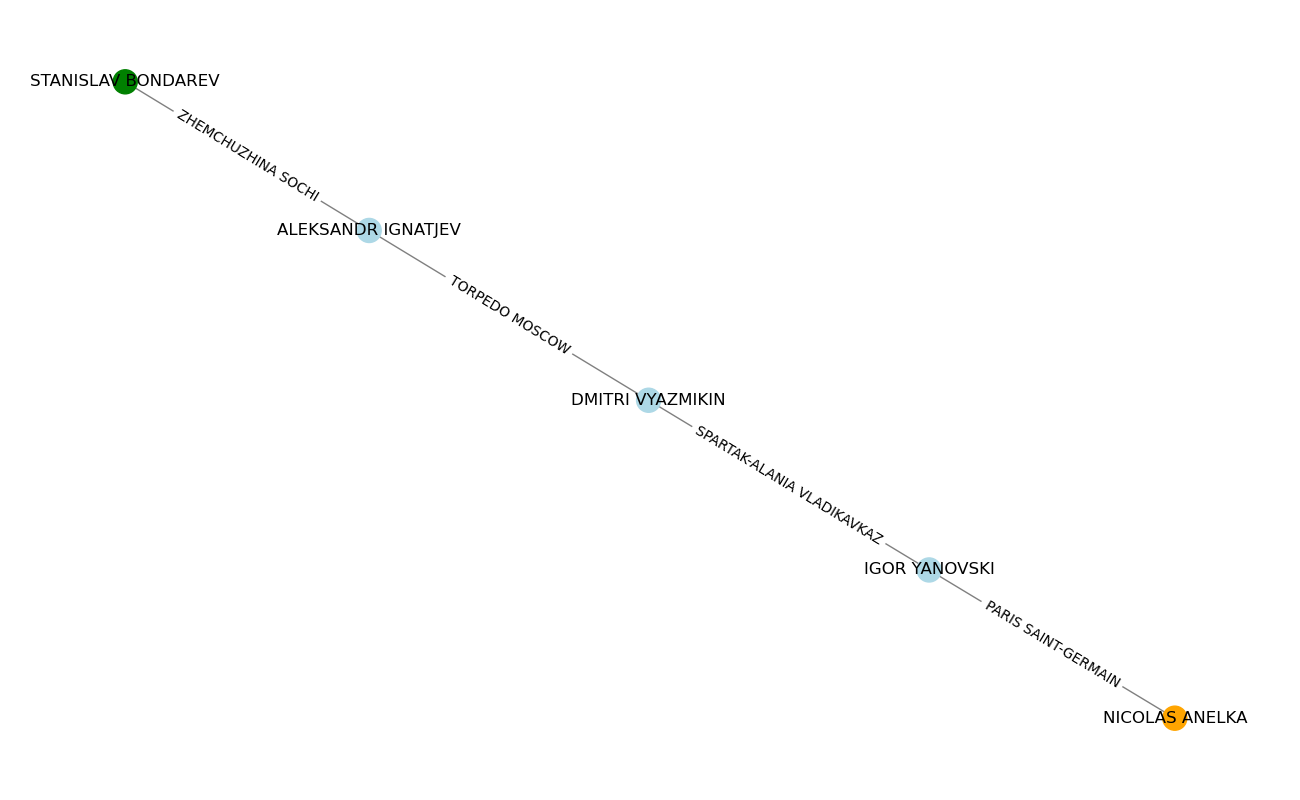 STANISLAV BONDAREV
ZHEMCHUZHINA SOCHI
ALEKSANDR IGNATJEV
TORPEDO MOSCOW
DMITRI VYAZMIKIN
SPARTAK-ALANIA VLADIKAVKAZ
IGOR YANOVSKI
PARIS SAINT-GERMAIN
NICOLAS ANELKA